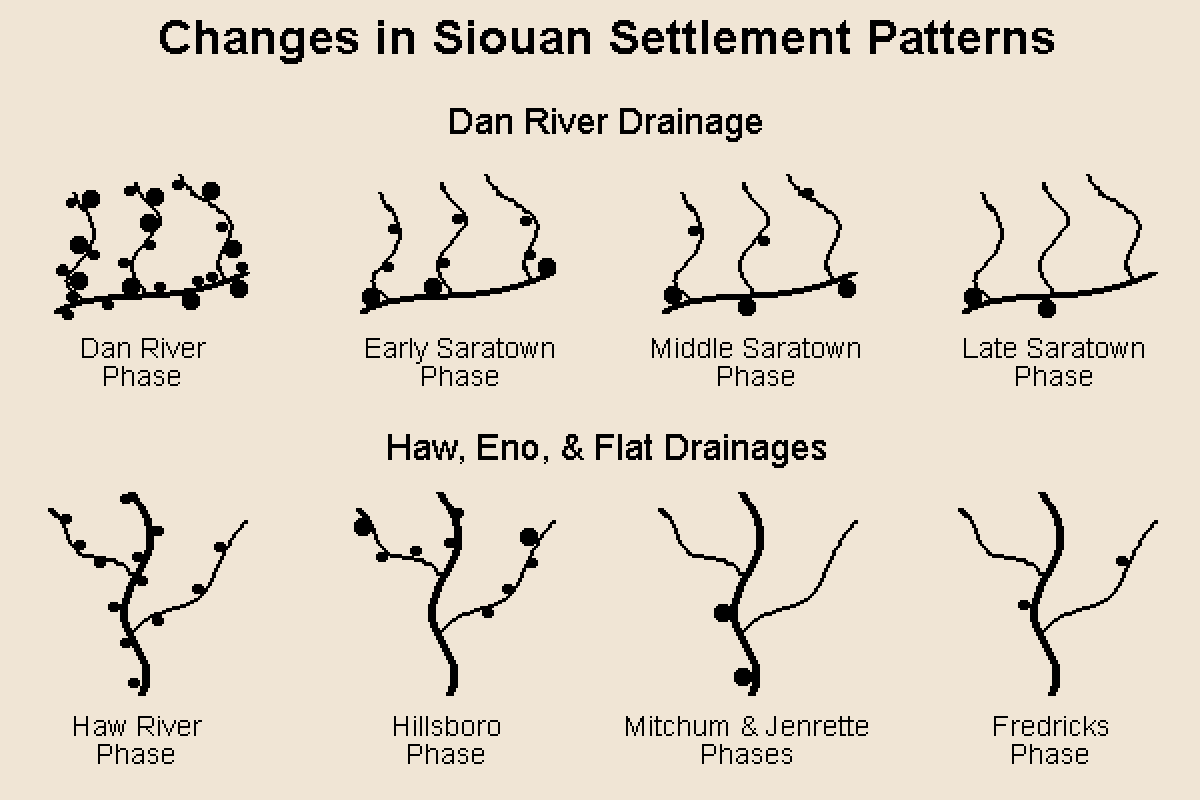 Changes in Siouan Settlement Patterns
Dan River Drainage
Dan River
Phase
Early Saratown
Phase
Middle Saratown
Phase
Late Saratown
Phase
Haw, Eno, & Flat Drainages
Haw River
Phase
Hillsboro
Phase
Mitchum & Jenrette
Phases
Fredricks
Phase